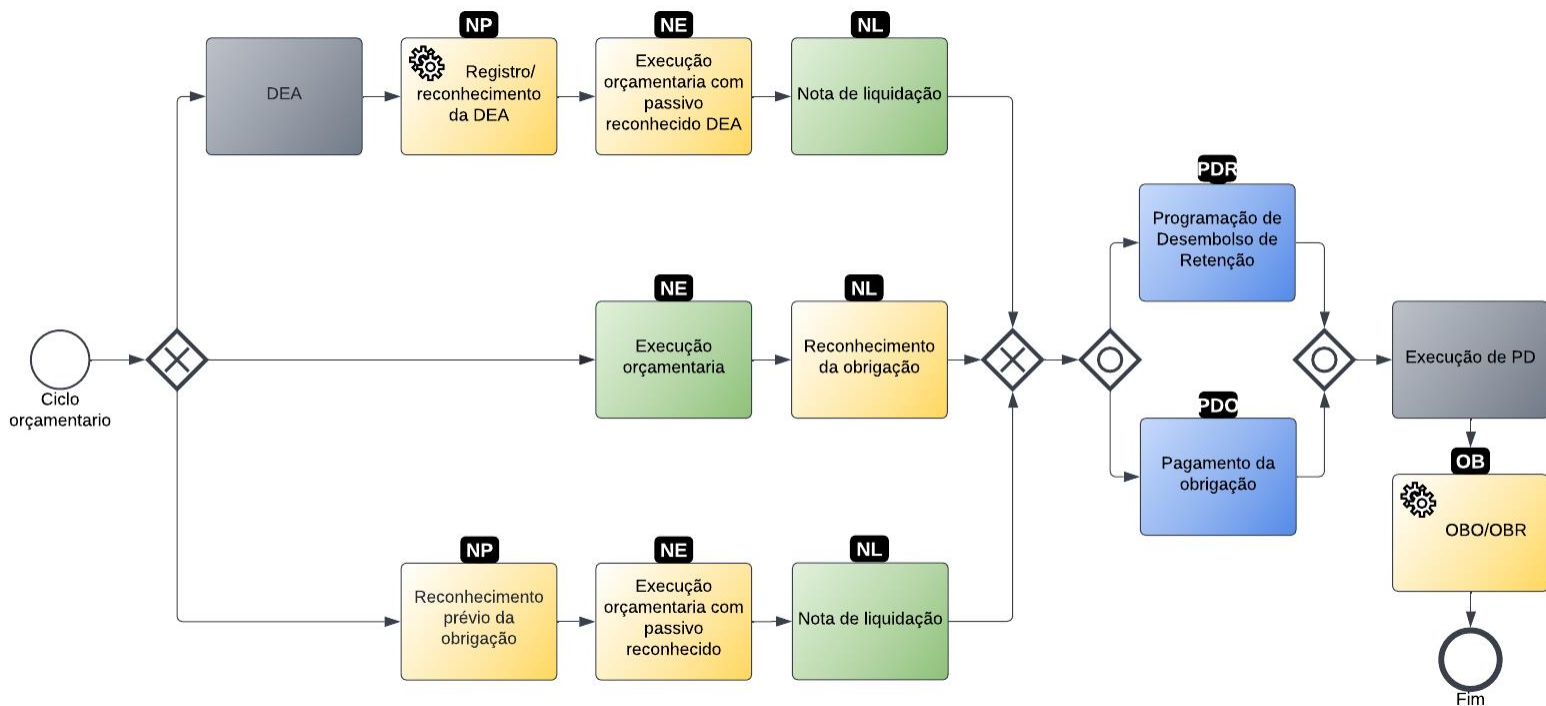 NP
NE
NL
DEA
Registro/
reconhecimento
da DEA
Execução
orçamentaria com
passivo
reconhecido DEA
Nota de liquidação
PDR
Programação de
Desembolso de
Retenção
NE
NL
Ciclo
orçamentario
Execução
orçamentaria
Reconhecimento
da obrigação
Execução de PD
PDO
Pagamento da
obrigação
OB
OBO/OBR
NP
NE
NL
Reconhecimento
prévio da
obrigação
Execução
orçamentaria com
passivo
reconhecido
Nota de liquidação
Fim